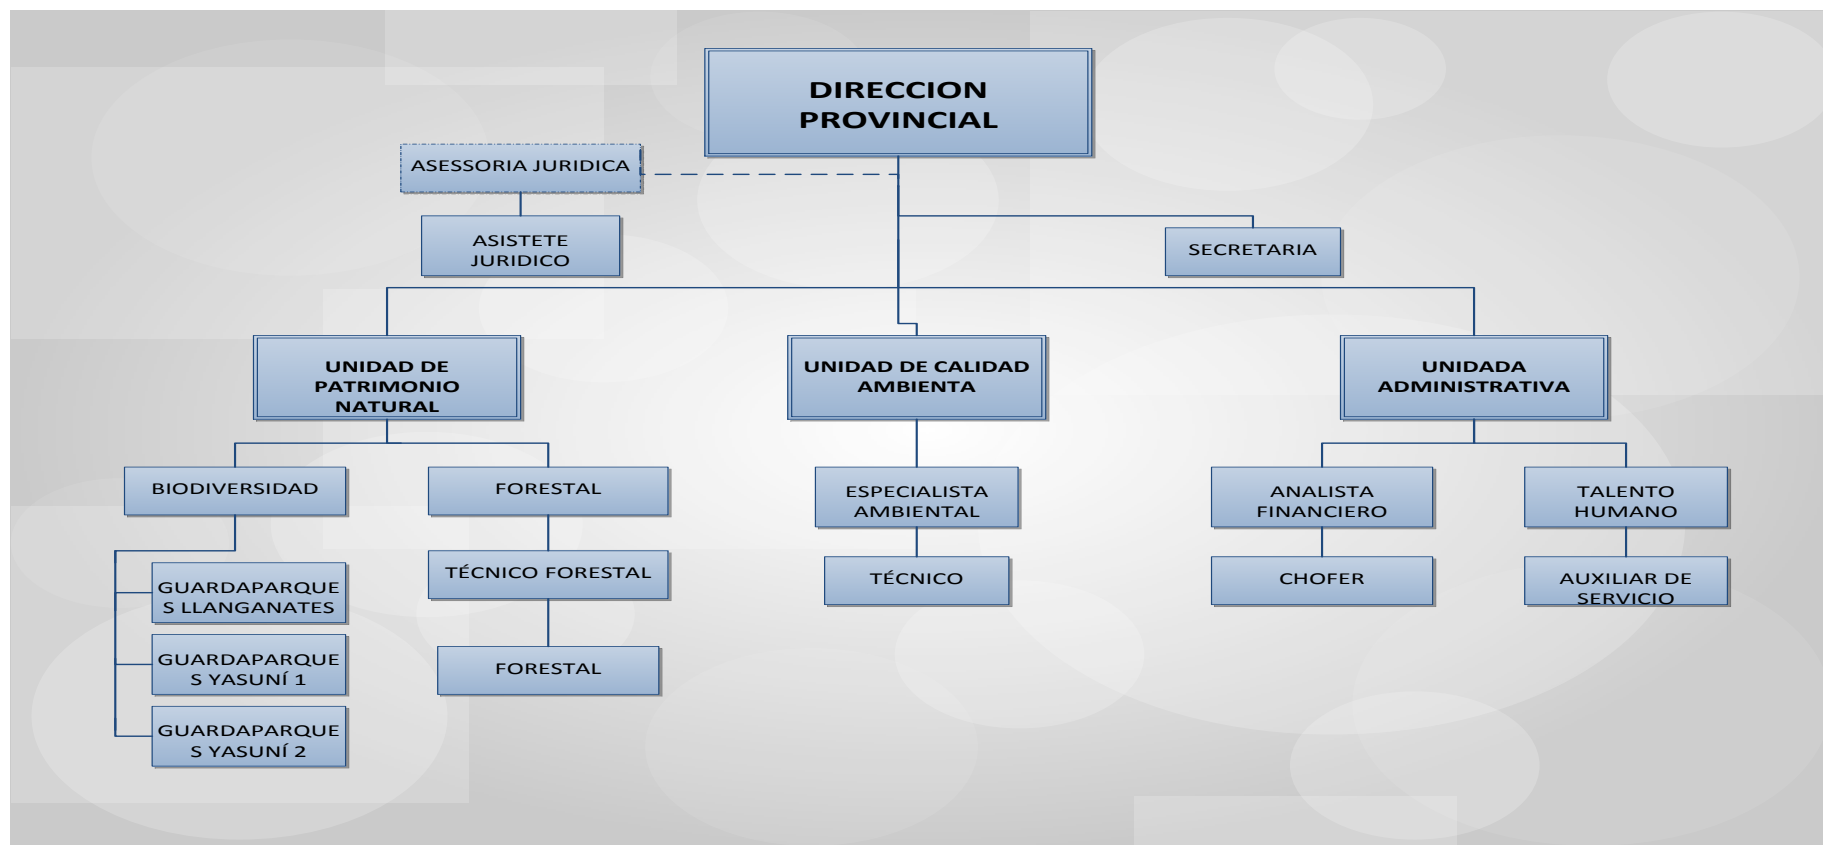 DIRECCION
PROVINCIAL
ASESSORIA JURIDICA
ASISTETE
JURIDICO
SECRETARIA
UNIDAD DE
PATRIMONIO
NATURAL
UNIDAD DE CALIDAD
AMBIENTA
UNIDADA
ADMINISTRATIVA
BIODIVERSIDAD
FORESTAL
ESPECIALISTA
AMBIENTAL
ANALISTA
FINANCIERO
TALENTO
HUMANO
GUARDAPARQUE
S LLANGANATES
TÉCNICO FORESTAL
TÉCNICO
CHOFER
AUXILIAR DE
SERVICIO
GUARDAPARQUE
S YASUNÍ 1
FORESTAL
GUARDAPARQUE
S YASUNÍ 2